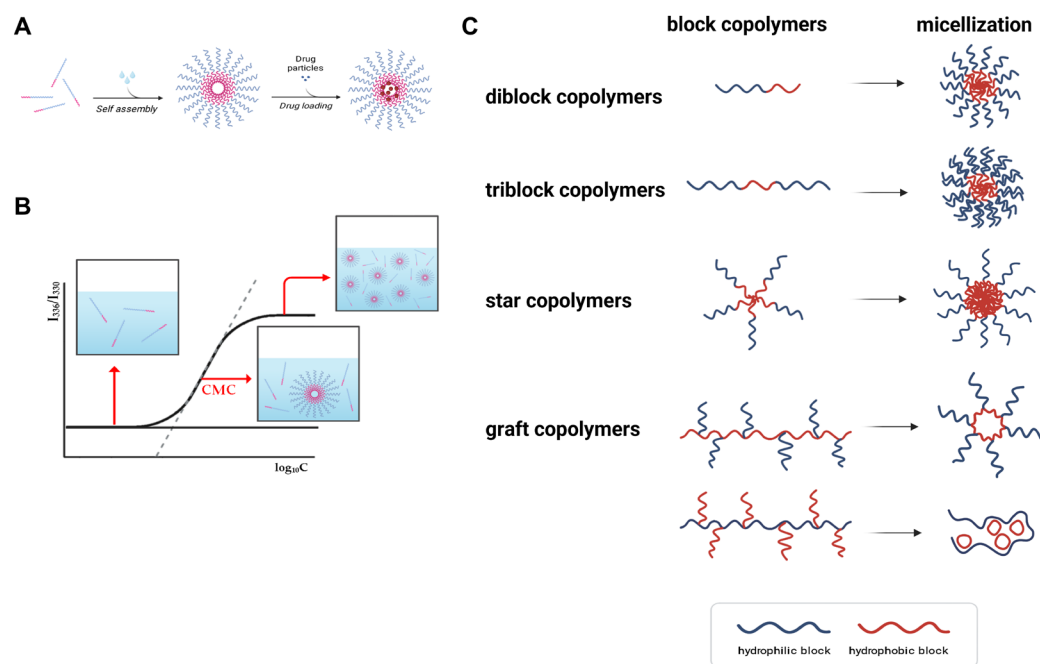 A
Self assembly
Drug
particles
Drug loading
B
I₃₃₆/I₃₃₀
CMC
log₁₀C
C
block copolymers
micellization
diblock copolymers
triblock copolymers
star copolymers
graft copolymers
hydrophilic block
hydrophobic block